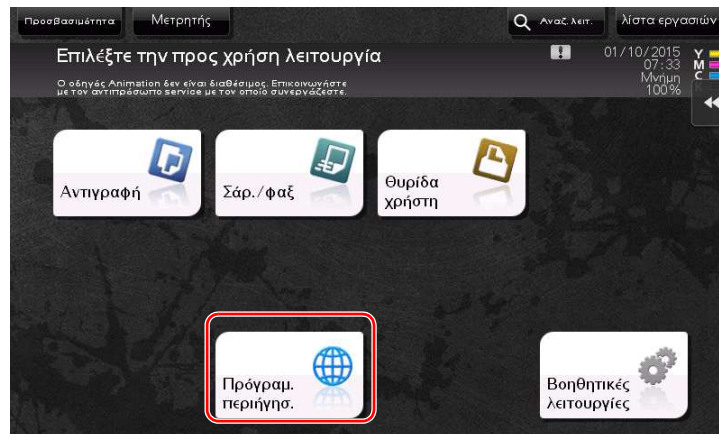 Προσβασιμότητα
Μετρητής
Αναζ. λειτ.
λίστα εργασιών
Επιλέξτε την προς χρήση λειτουργία
Ο οδηγός Animation δεν είναι διαθέσιμος. Επικοινωνήστε
με τον αντιπρόσωπο service με τον οποίο συνεργάζεστε.
01/10/2015
07:33
Μνήμη
100%
Y
M
C
K
Αντιγραφή
Σάρ./φαξ
Θυρίδα
χρήστη
Πρόγραμ.
περιήγησ.
Βοηθητικές
λειτουργίες